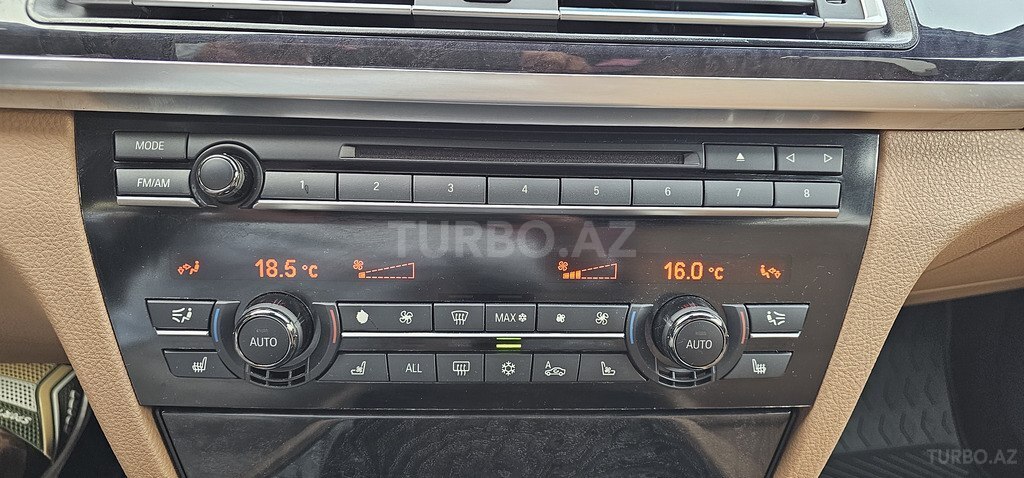 MODE
FM/AM
1 2 3 4 5 6 7 8
TURBO.AZ
18.5 °C
16.0 °C
MAX
AUTO
AUTO
ALL
A
TURBO.AZ